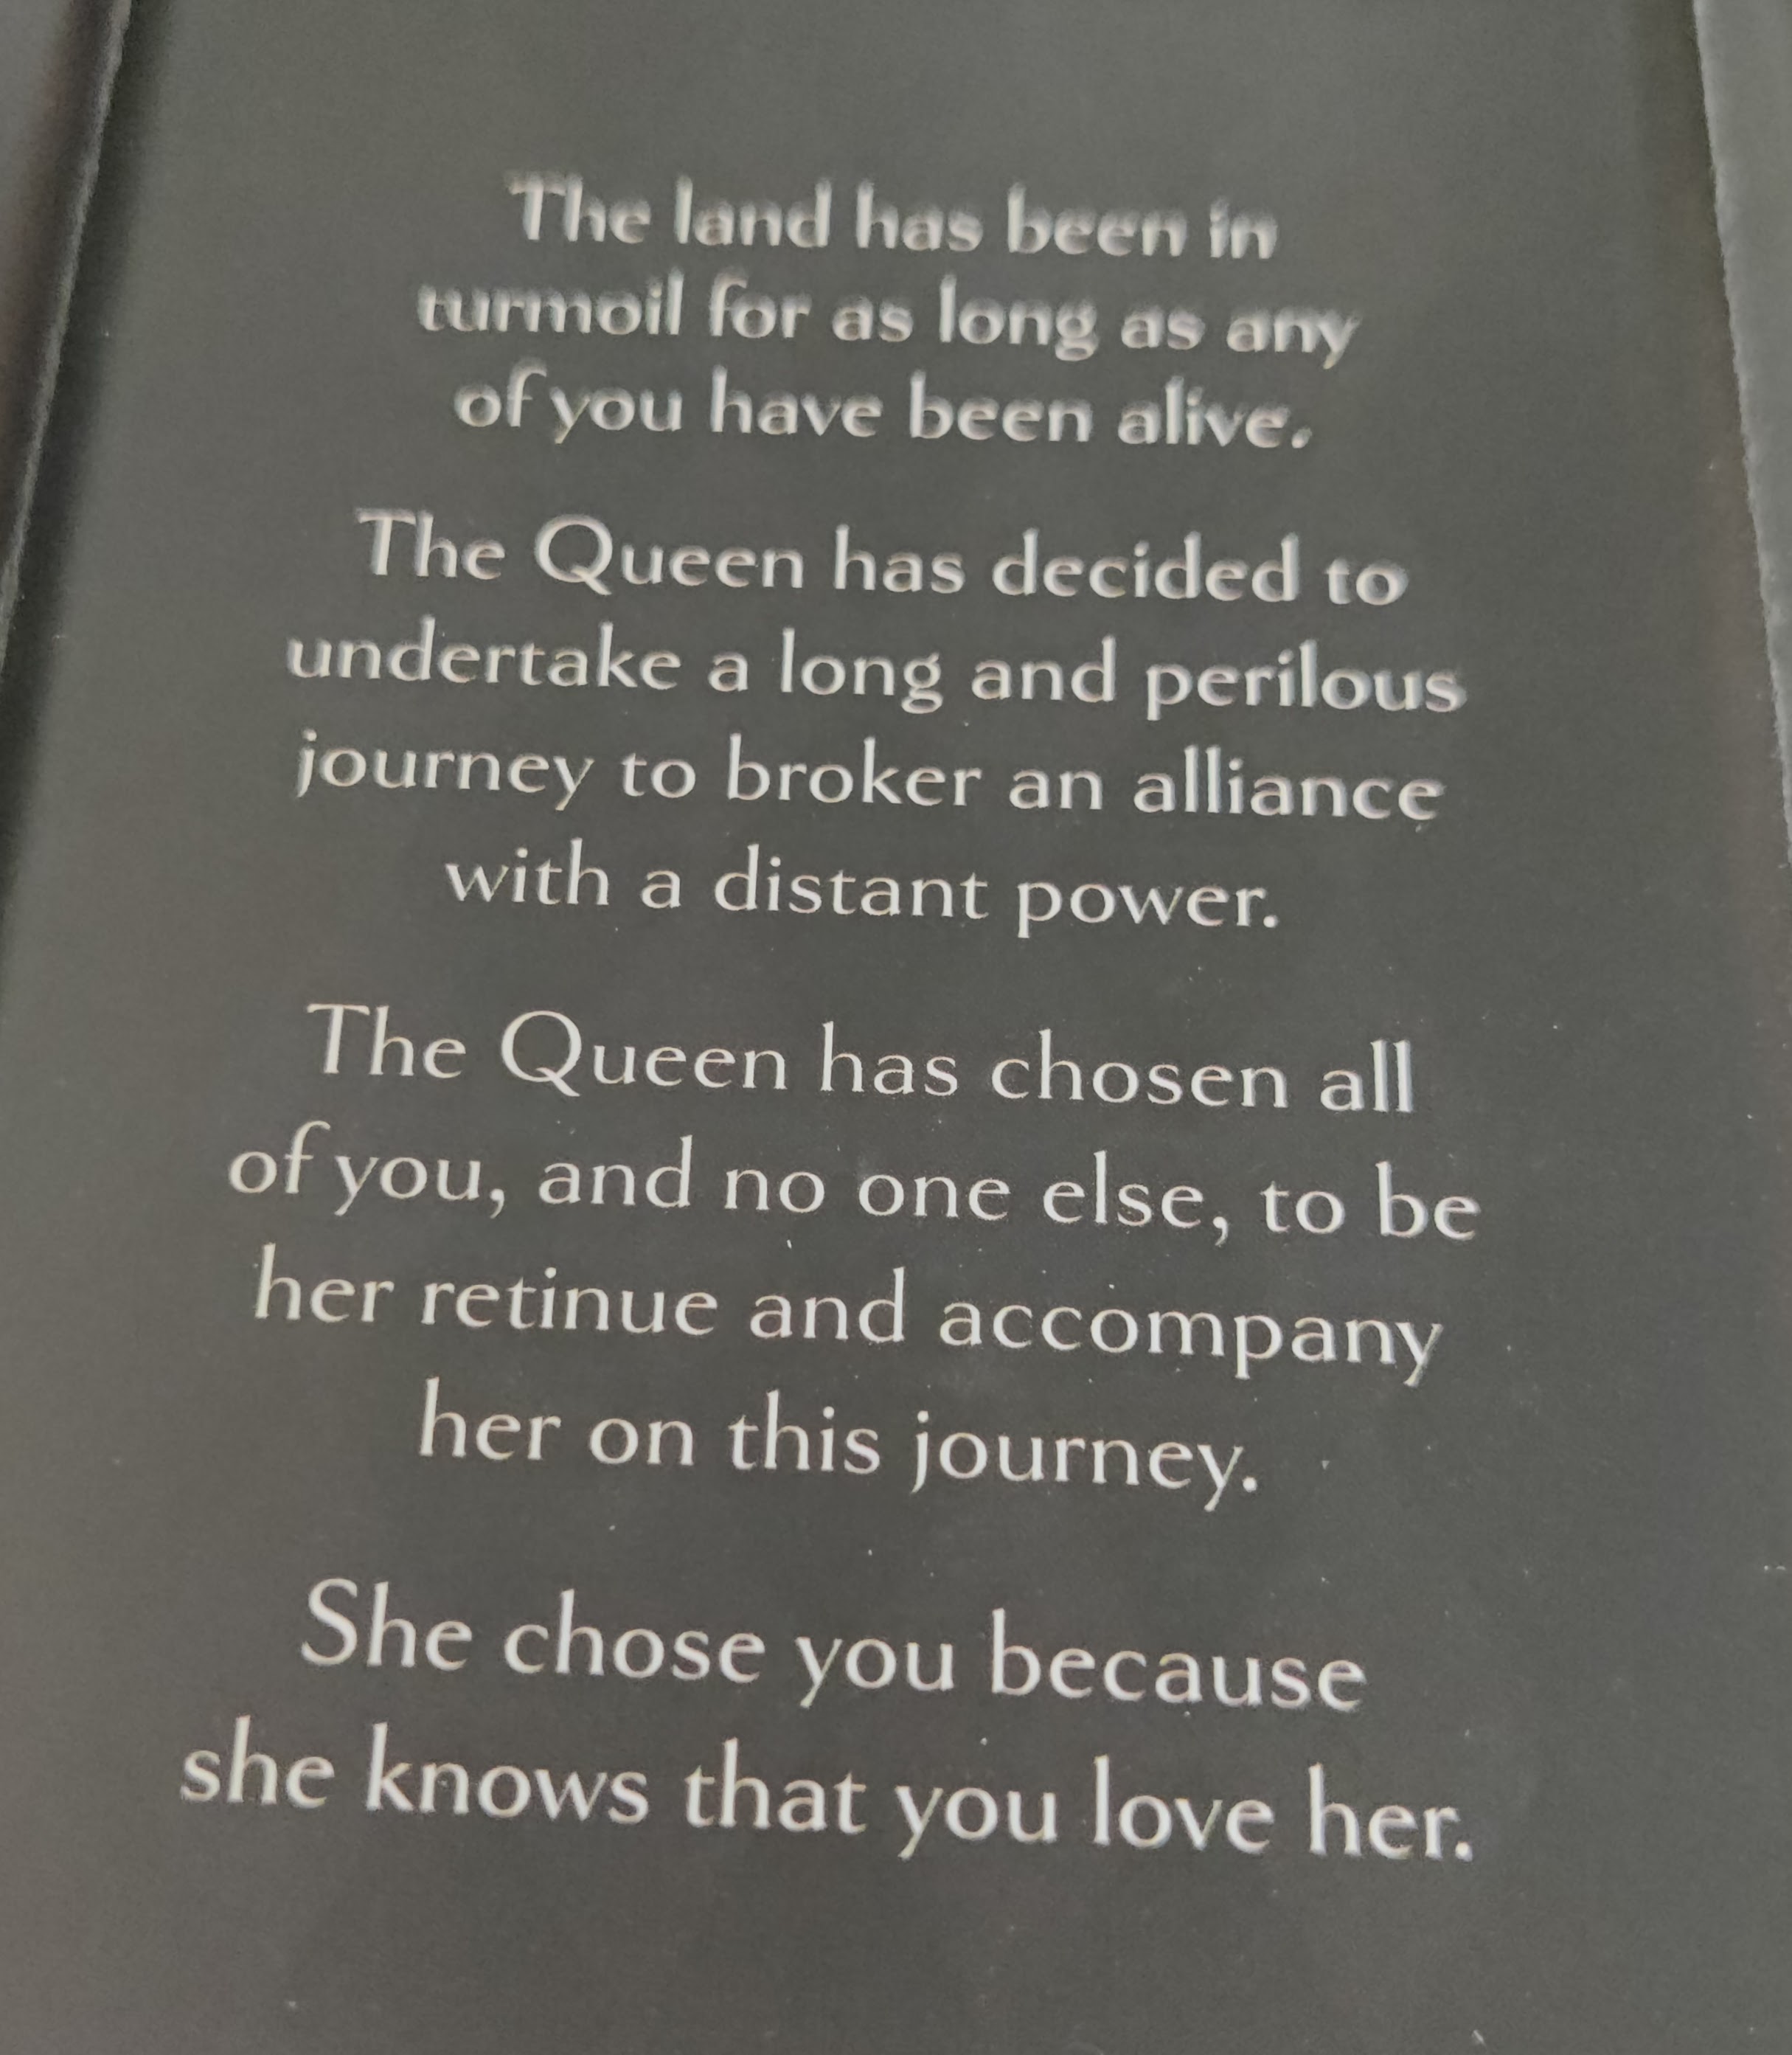 The land has been in
turmoil for as long as any
of you have been alive.
The Queen has decided to
undertake a long and perilous
journey to broker an alliance
with a distant power.
The Queen has chosen all
of you, and no one else, to be
her retinue and accompany
her on this journey.
She chose you because
she knows that you love her.